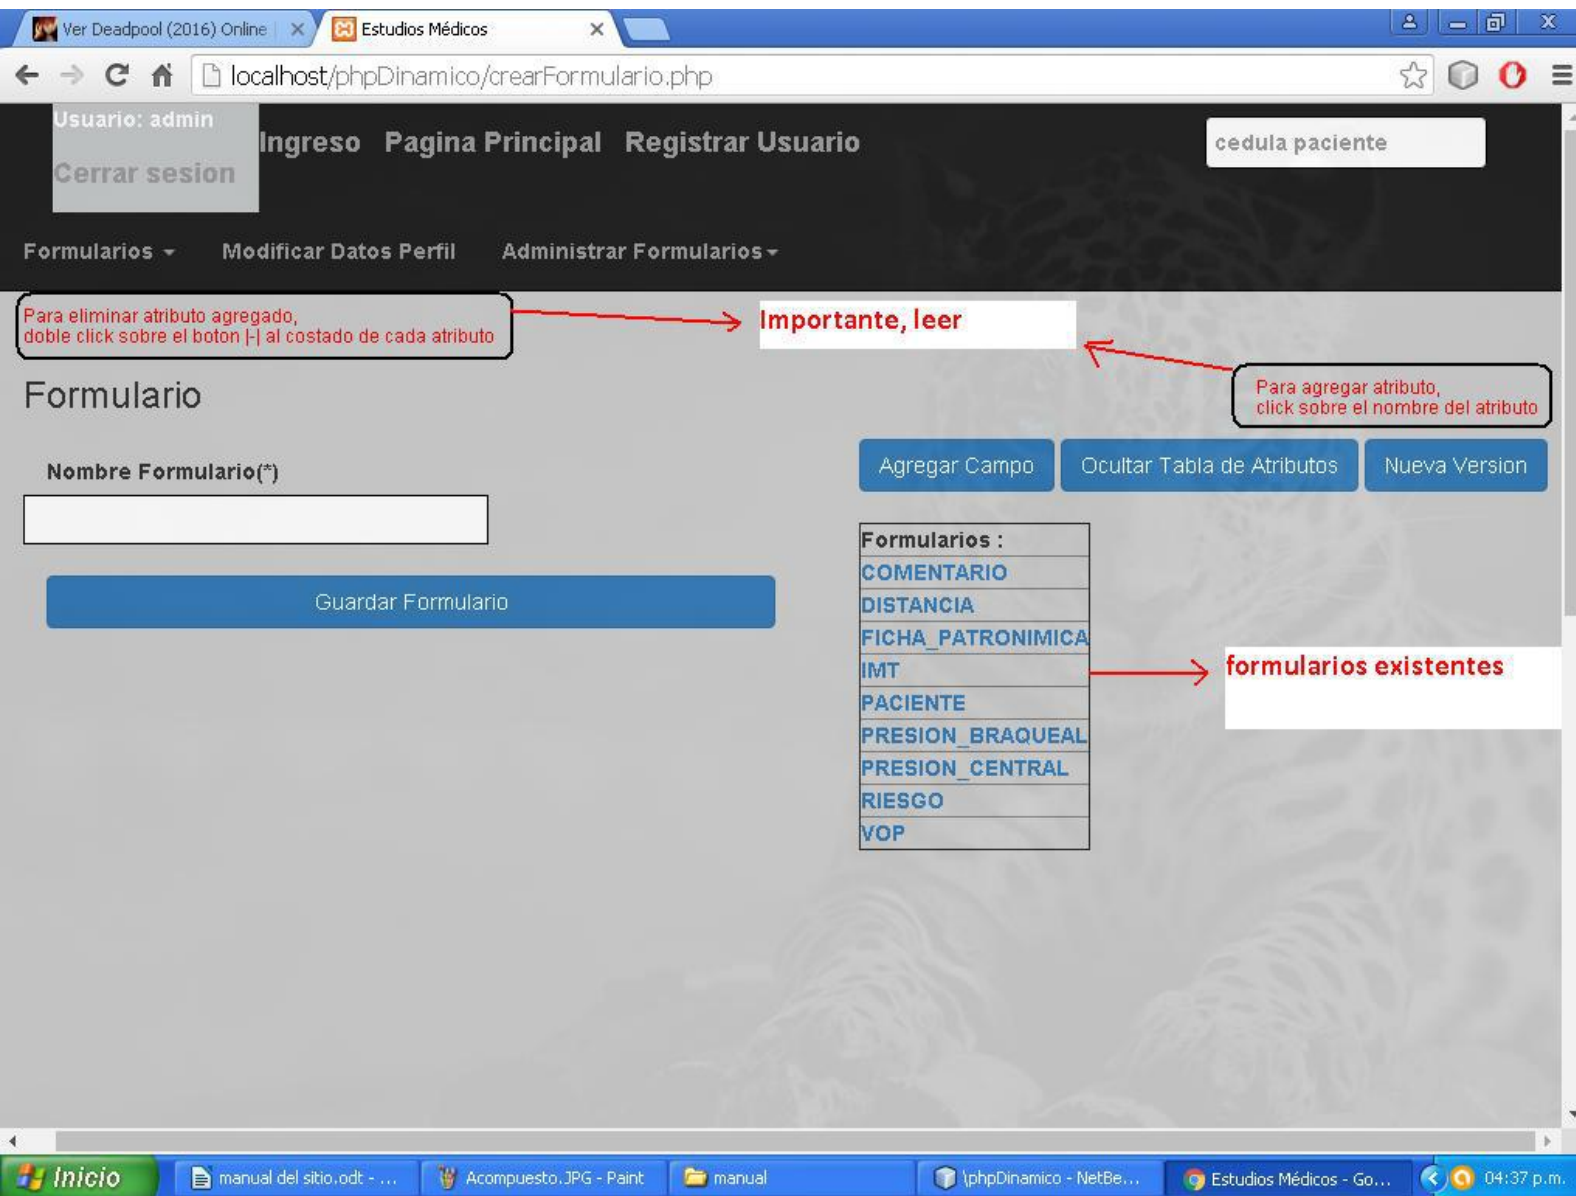 Ver Deadpool (2016) Online
Estudios Médicos
localhost/phpDinamico/crearFormulario.php
Usuario: admin
Cerrar sesion
Ingreso Pagina Principal Registrar Usuario
cedula paciente
Formularios Modificar Datos Perfil Administrar Formularios
Para eliminar atributo agregado,
doble click sobre el boton |-| al costado de cada atributo
Importante, leer
Para agregar atributo,
click sobre el nombre del atributo
Formulario
Agregar Campo Ocultar Tabla de Atributos Nueva Version
Nombre Formulario(*)
Guardar Formulario
Formularios :
COMENTARIO
DISTANCIA
FICHA_PATRONIMICA
IMT
PACIENTE
PRESION_BRAQUEAL
PRESION_CENTRAL
RIESGO
VOP
formularios existentes
Inicio manual del sitio.odt - ... Acompuesto.JPG - Paint manual \phpDinamico - NetBe... Estudios Médicos - Go... 04:37 p.m.